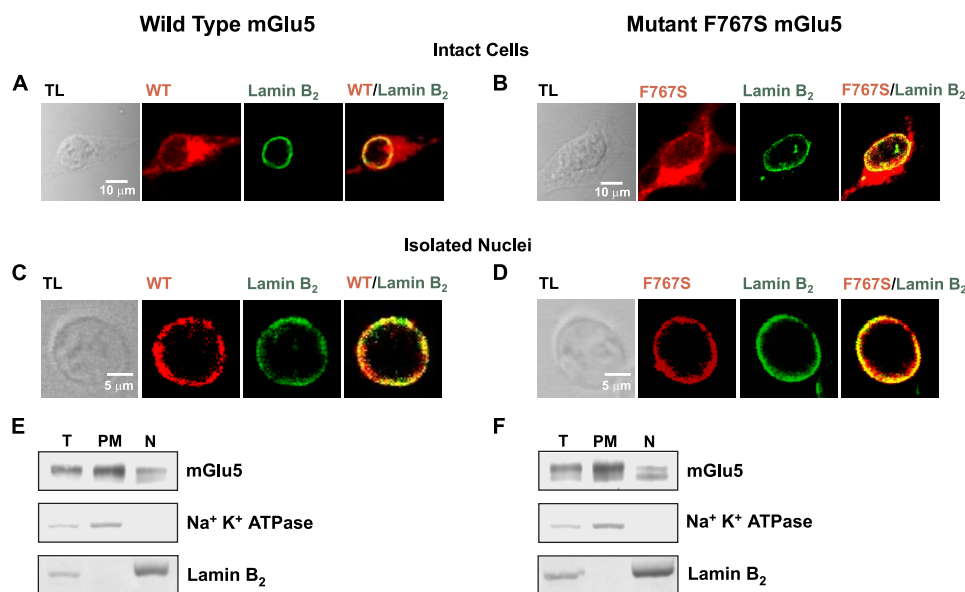 Wild Type mGlu5
Mutant F767S mGlu5
Intact Cells
A
TL
WT
Lamin B₂
WT/Lamin B₂
10 μm
B
TL
F767S
Lamin B₂
F767S/Lamin B₂
10 μm
Isolated Nuclei
C
TL
WT
Lamin B₂
WT/Lamin B₂
5 μm
D
TL
F767S
Lamin B₂
F767S/Lamin B₂
5 μm
E
T PM N
mGlu5
Na⁺ K⁺ ATPase
Lamin B₂
F
T PM N
mGlu5
Na⁺ K⁺ ATPase
Lamin B₂